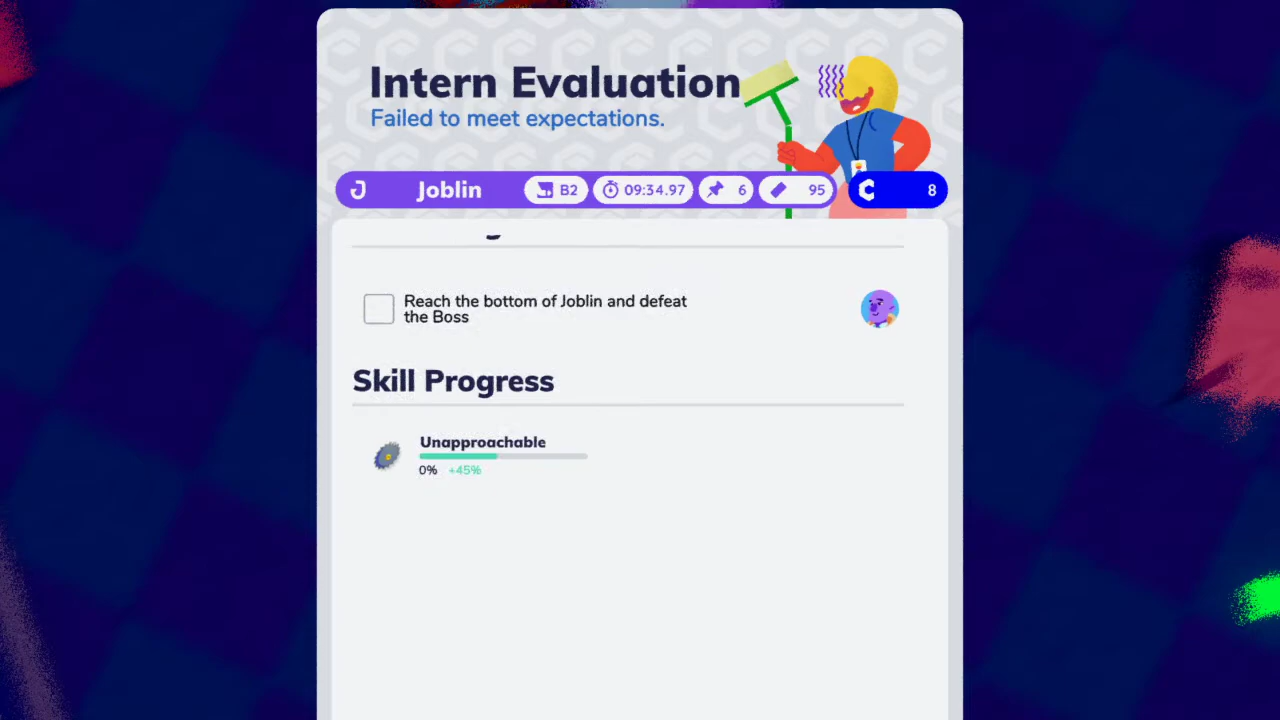 Intern Evaluation
Failed to meet expectations.
Joblin B2 09:34.97 6 95 8
Reach the bottom of Joblin and defeat
the Boss
Skill Progress
Unapproachable
0% +45%